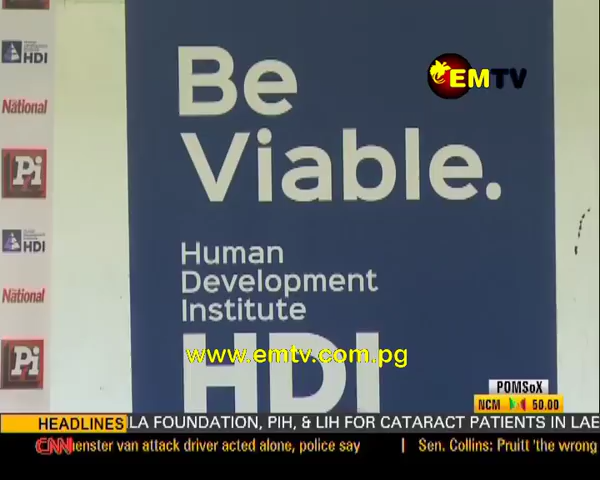 HDI
National
Pi
HDI
National
Pi
Be
Viable.
EMTV
Human
Development
Institute
HDI
www.emtv.com.pg
POMSoX
NCM 50.00
HEADLINES LA FOUNDATION, PIH, & LIH FOR CATARACT PATIENTS IN LAE
CNN enster van attack driver acted alone, police say | Sen. Collins: Pruitt 'the wrong